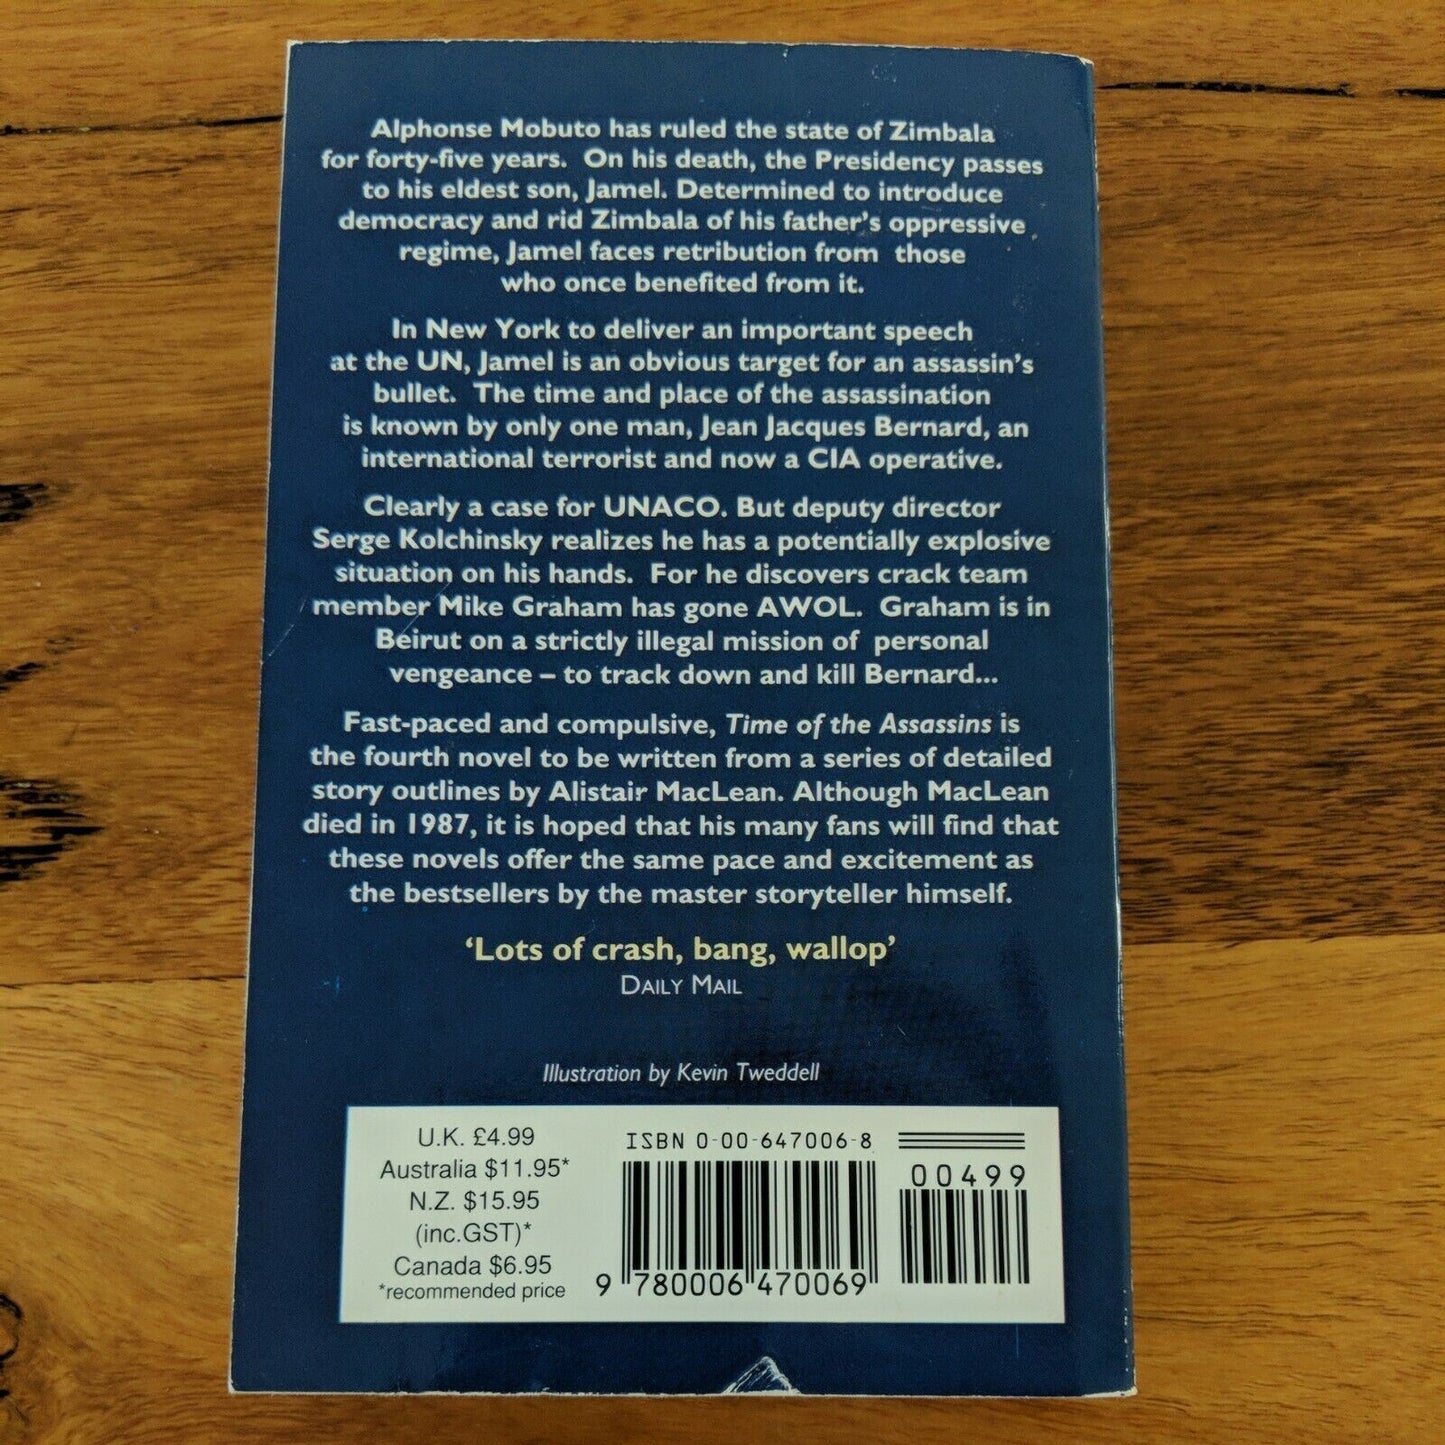 Alphonse Mobuto has ruled the state of Zimbala
for forty-five years. On his death, the Presidency passes
to his eldest son, Jamel. Determined to introduce
democracy and rid Zimbala of his father's oppressive
regime, Jamel faces retribution from those
who once benefited from it.
In New York to deliver an important speech
at the UN, Jamel is an obvious target for an assassin's
bullet. The time and place of the assassination
is known by only one man, Jean Jacques Bernard, an
international terrorist and now a CIA operative.
Clearly a case for UNACO. But deputy director
Serge Kolchinsky realizes he has a potentially explosive
situation on his hands. For he discovers crack team
member Mike Graham has gone AWOL. Graham is in
Beirut on a strictly illegal mission of personal
vengeance – to track down and kill Bernard...
Fast-paced and compulsive, Time of the Assassins is
the fourth novel to be written from a series of detailed
story outlines by Alistair MacLean. Although MacLean
died in 1987, it is hoped that his many fans will find that
these novels offer the same pace and excitement as
the bestsellers by the master storyteller himself.
‘Lots of crash, bang, wallop’
DAILY MAIL
Illustration by Kevin Tweddell
U.K. £4.99
Australia $11.95*
N.Z. $15.95
(inc.GST)*
Canada $6.95
*recommended price
ISBN 0-00-647006-8
00499
9 780006 470069